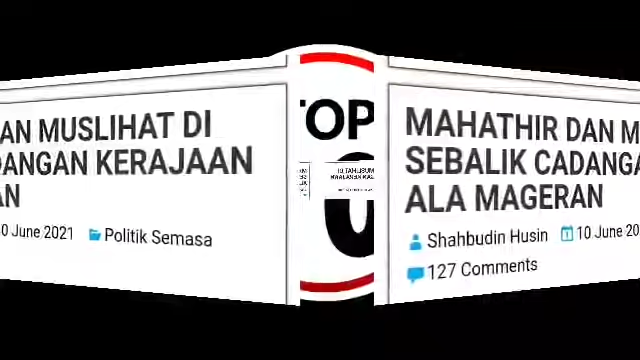 AN MUSLIHAT DI
DANGAN KERAJAAN
AN
0 June 2021 Politik Semasa
TOP
MAHATHIR DAN M
SEBALIK CADANGA
ALA MAGERAN
Shahbudin Husin 10 June 20
127 Comments